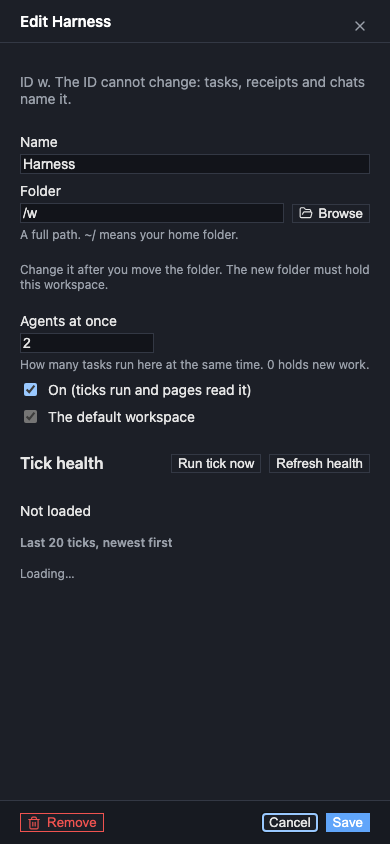 Edit Harness
ID w. The ID cannot change: tasks, receipts and chats
name it.
Name
Harness
Folder
/w
Browse
A full path. ~/ means your home folder.
Change it after you move the folder. The new folder must hold
this workspace.
Agents at once
2
How many tasks run here at the same time. 0 holds new work.
On (ticks run and pages read it)
The default workspace
Tick health
Run tick now
Refresh health
Not loaded
Last 20 ticks, newest first
Loading...
Remove
Cancel
Save